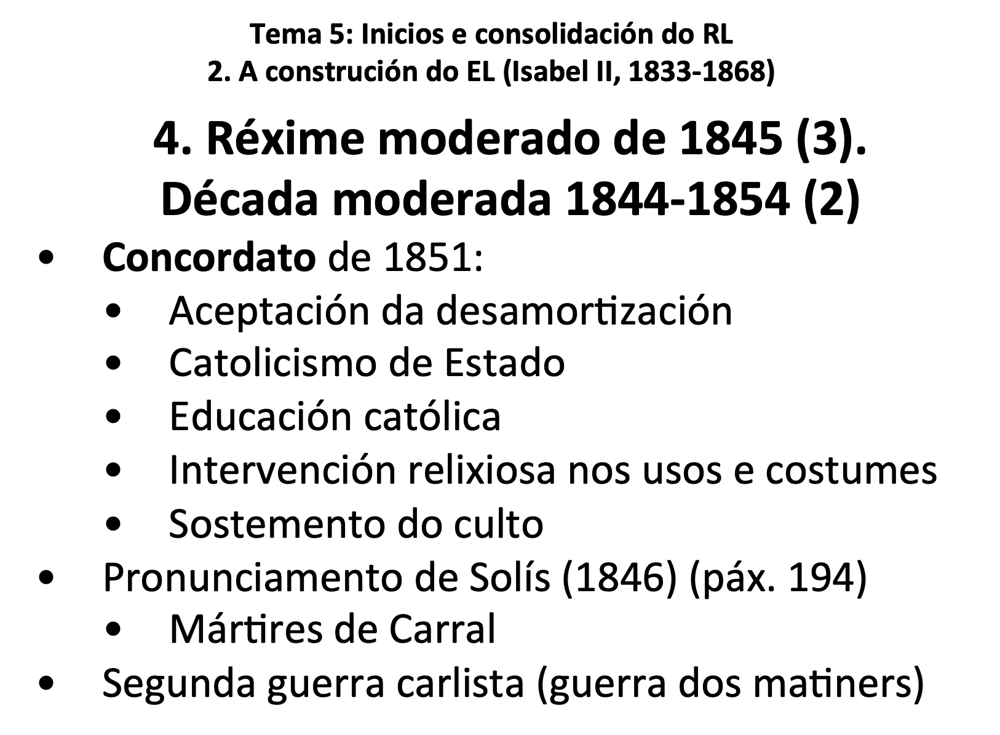 Tema 5: Inicios e consolidación do RL
2. A construción do EL (Isabel II, 1833-1868)
4. Réxime moderado de 1845 (3).
Década moderada 1844-1854 (2)
• Concordato de 1851:
• Aceptación da desamortización
• Catolicismo de Estado
• Educación católica
• Intervención relixiosa nos usos e costumes
• Sostemento do culto
• Pronunciamento de Solís (1846) (páx. 194)
• Mártires de Carral
• Segunda guerra carlista (guerra dos matiners)